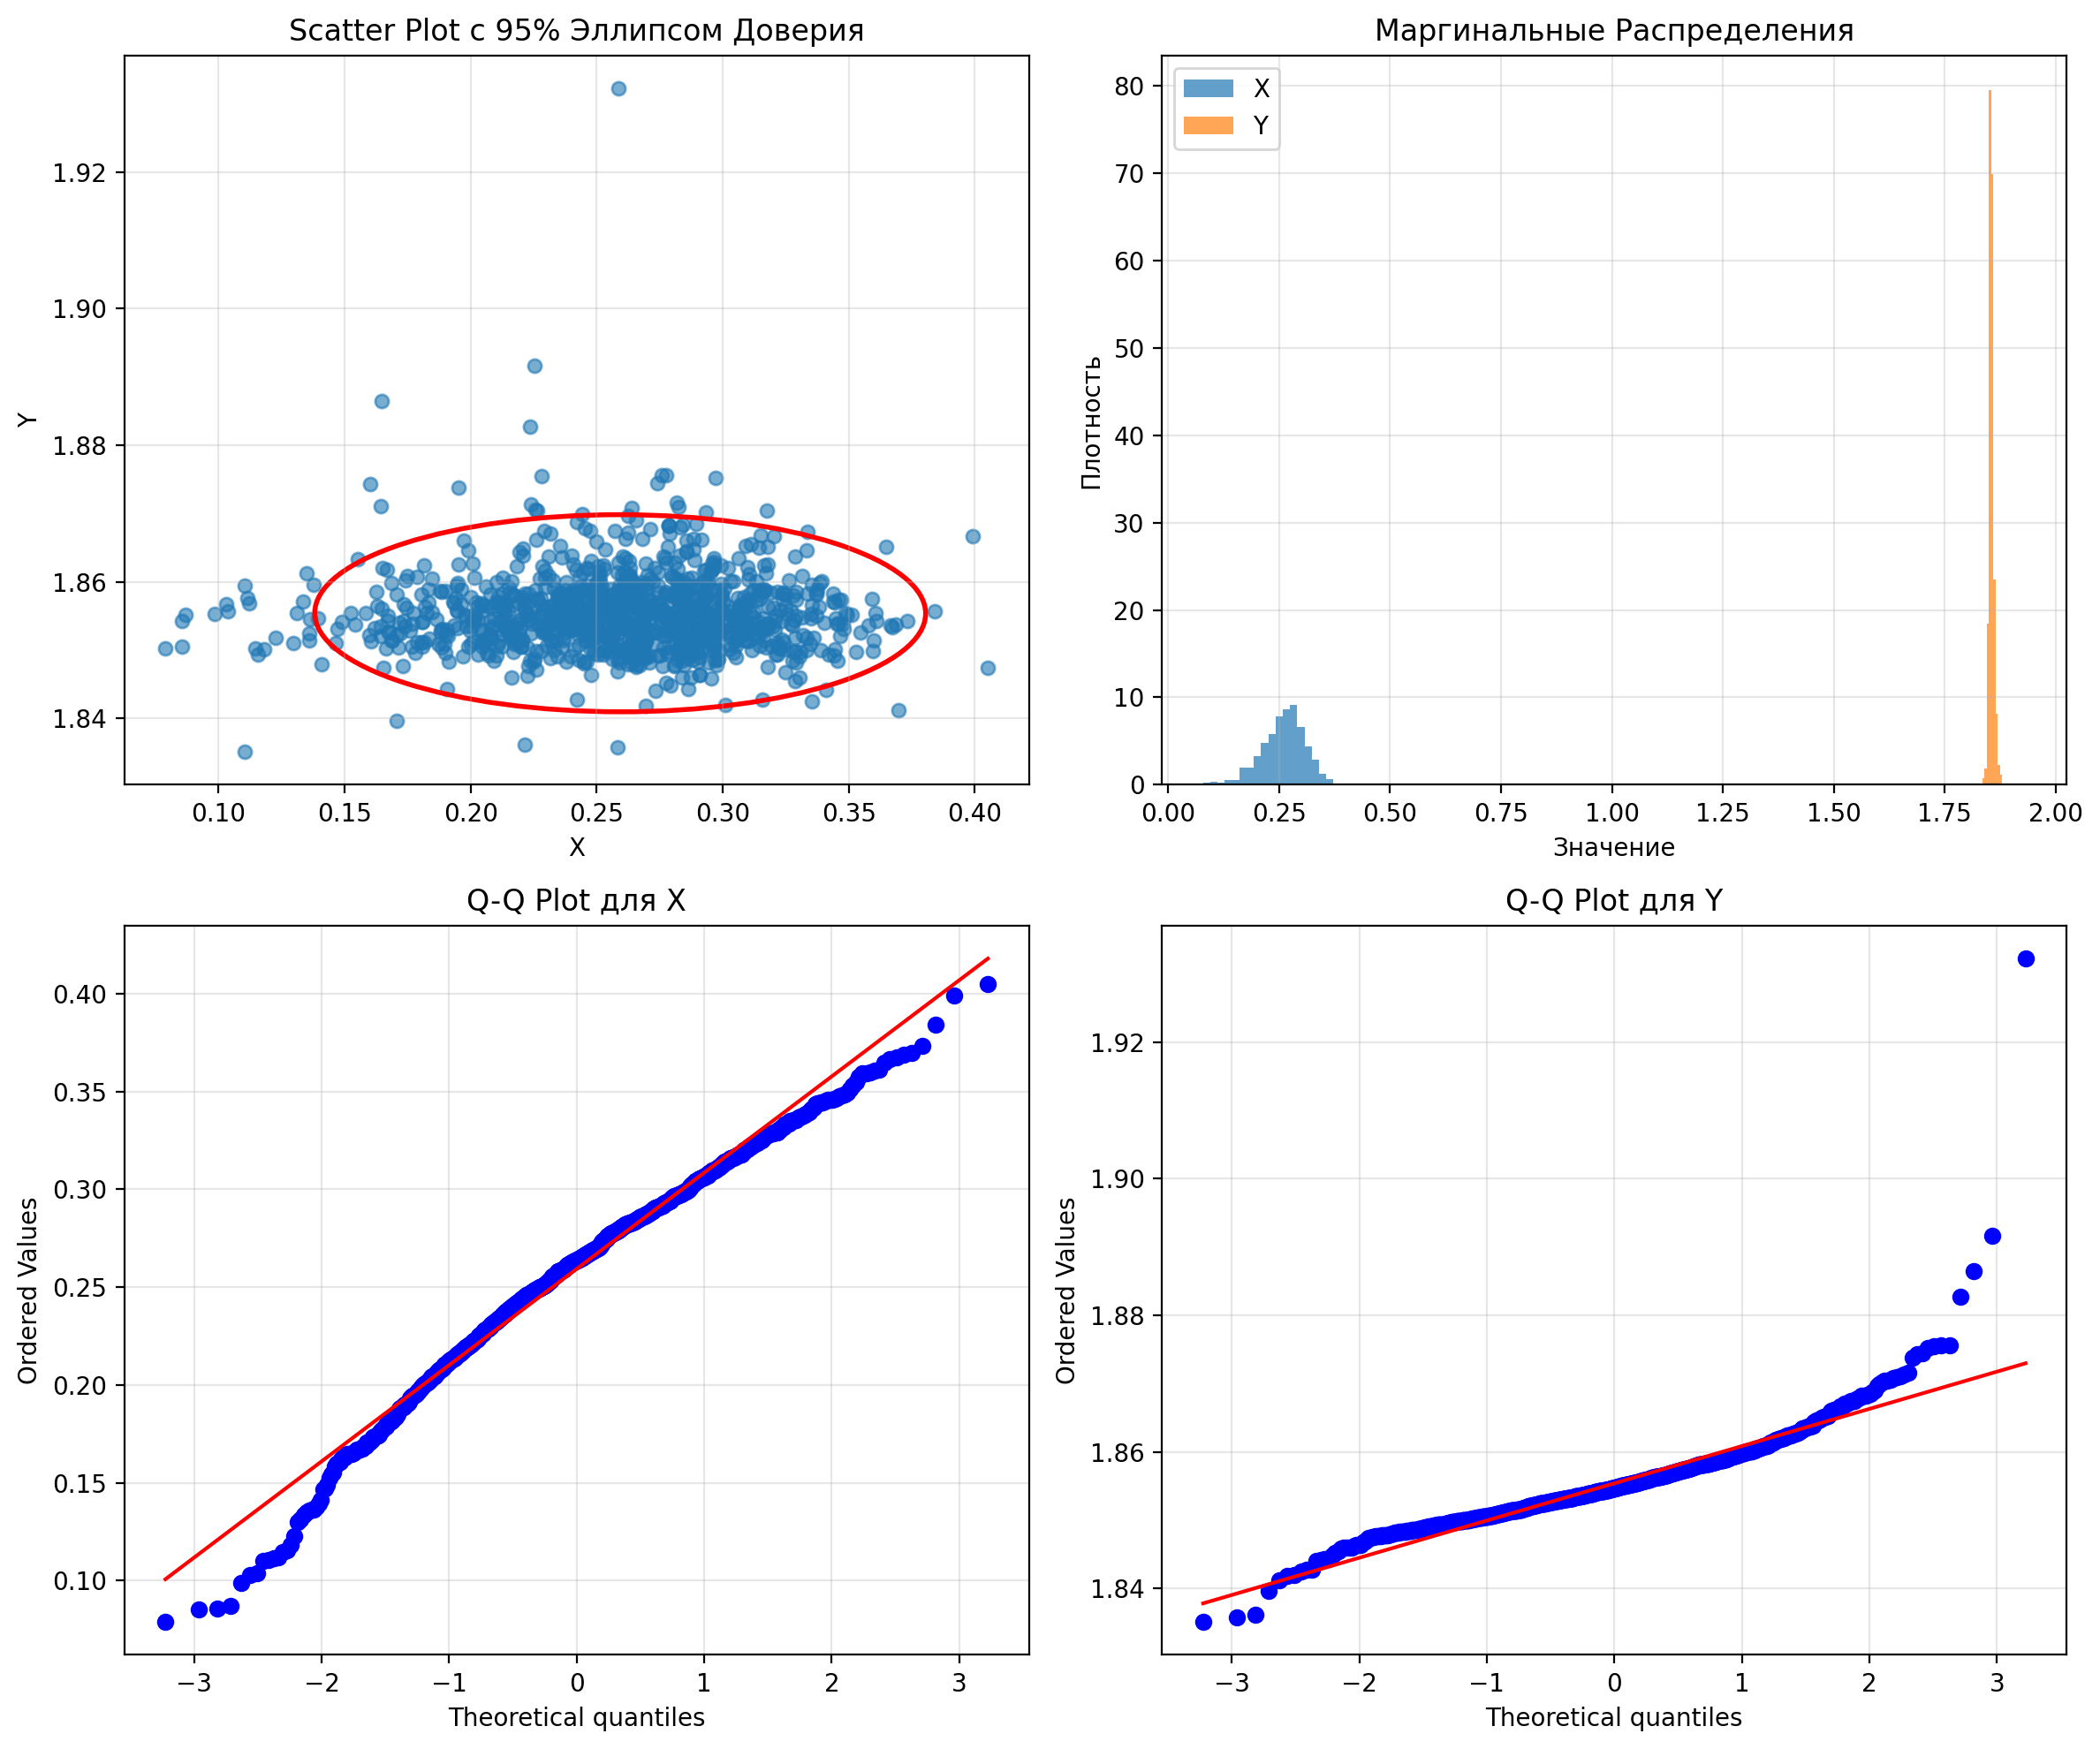 Scatter Plot с 95% Эллипсом Доверия
1.92
1.90
1.88
1.86
1.84
Y
0.10 0.15 0.20 0.25 0.30 0.35 0.40
X
Маргинальные Распределения
X
Y
80
70
60
50
40
30
20
10
0
Плотность
0.00 0.25 0.50 0.75 1.00 1.25 1.50 1.75 2.00
Значение
Q-Q Plot для X
0.40
0.35
0.30
0.25
0.20
0.15
0.10
Ordered Values
−3 −2 −1 0 1 2 3
Theoretical quantiles
Q-Q Plot для Y
1.92
1.90
1.88
1.86
1.84
Ordered Values
−3 −2 −1 0 1 2 3
Theoretical quantiles